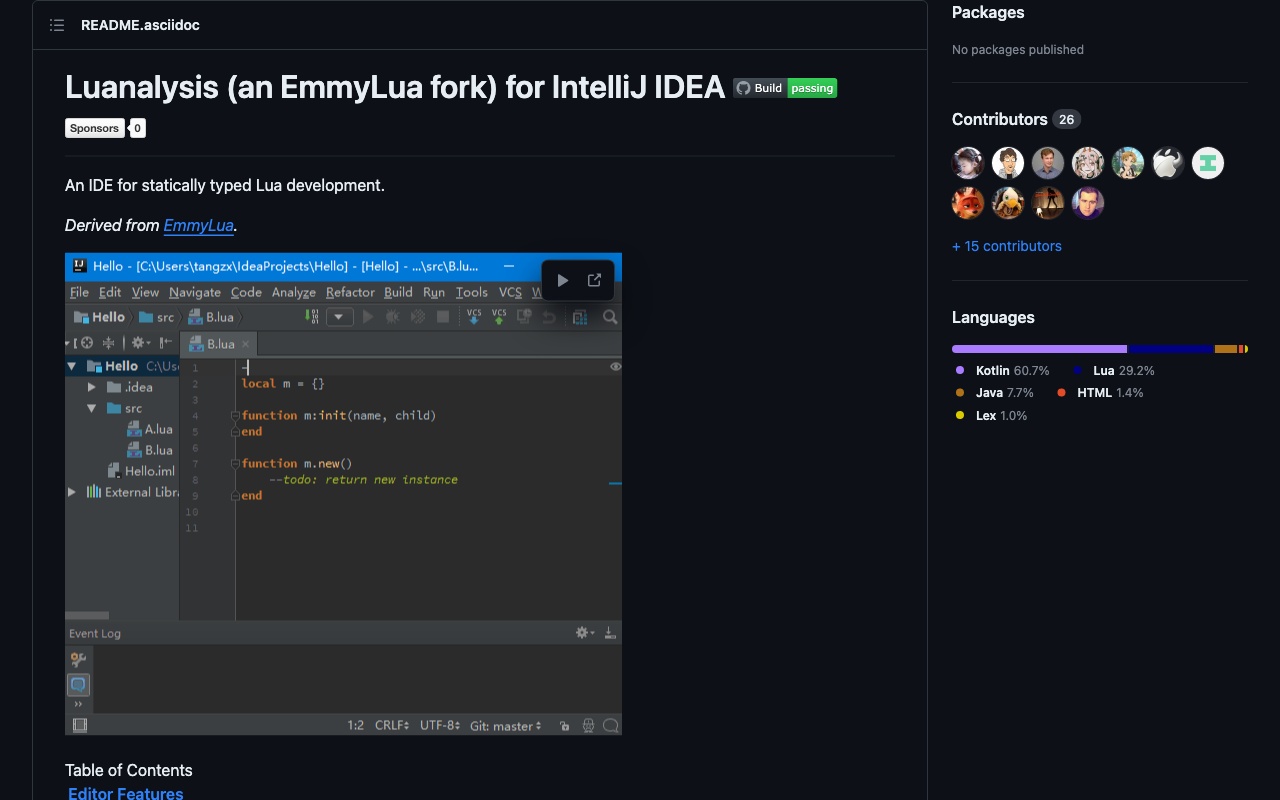 README.asciidoc
Luanalysis (an EmmyLua fork) for IntelliJ IDEA Build passing
Sponsors 0
An IDE for statically typed Lua development.
Derived from EmmyLua.
Hello - [C:\Users\tangzx\IdeaProjects\Hello] - [Hello] - ...\src\B.lu...
File Edit View Navigate Code Analyze Refactor Build Run Tools VCS W
Hello src B.lua VCS VCS
B.lua ×
Hello C:\Us
.idea
src
A.lua
B.lua
Hello.iml
External Libra
1 -
2 local m = {}
3
4 function m:init(name, child)
5 end
6
7 function m.new()
8 --todo: return new instance
9 end
10
11
Event Log
1:2 CRLF UTF-8 Git: master
Table of Contents
Editor Features
Packages
No packages published
Contributors 26
+ 15 contributors
Languages
Kotlin 60.7% Lua 29.2%
Java 7.7% HTML 1.4%
Lex 1.0%